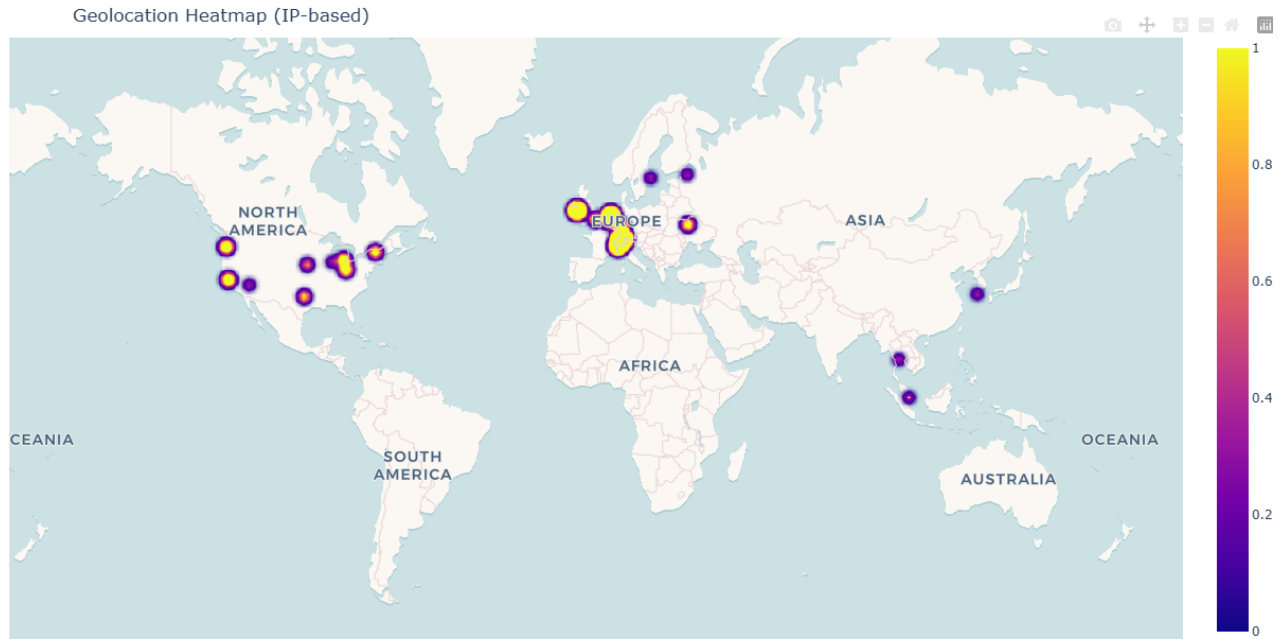 Geolocation Heatmap (IP-based)
1
NORTH
AMERICA
EUROPE
ASIA
0.8
0.6
AFRICA
0.4
CEANIA
OCEANIA
SOUTH
AMERICA
AUSTRALIA
0.2
0